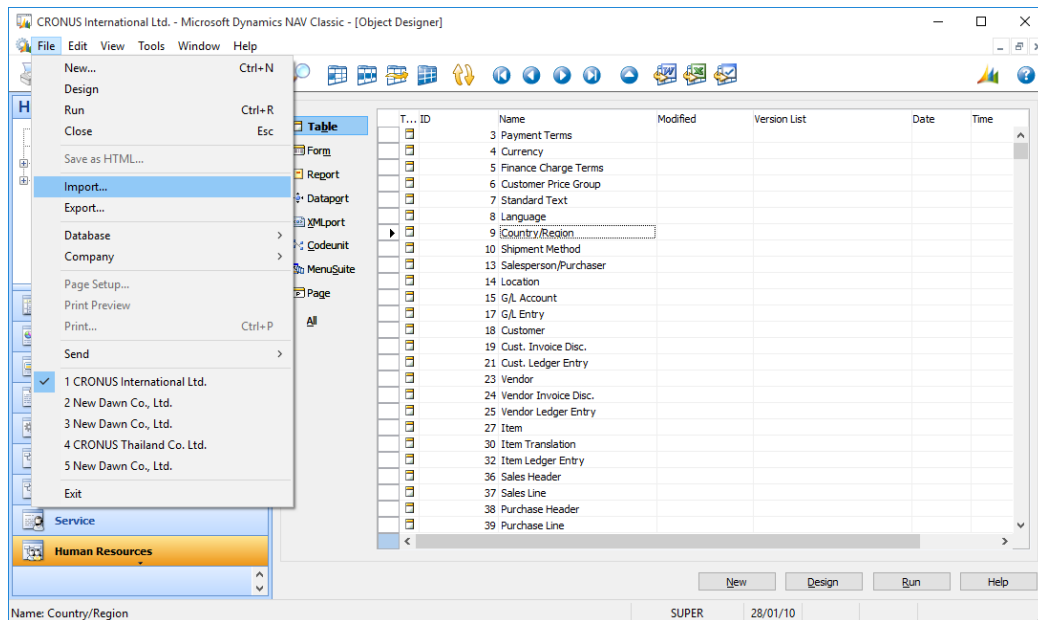 CRONUS International Ltd. - Microsoft Dynamics NAV Classic - [Object Designer]
File Edit View Tools Window Help
New... Ctrl+N
Design
Run Ctrl+R
Close Esc
Save as HTML...
Import...
Export...
Database
Company
Page Setup...
Print Preview
Print... Ctrl+P
Send
1 CRONUS International Ltd.
2 New Dawn Co., Ltd.
3 New Dawn Co., Ltd.
4 CRONUS Thailand Co. Ltd.
5 New Dawn Co., Ltd.
Exit
H
Service
Human Resources
Table
Form
Report
Dataport
XMLport
Codeunit
MenuSuite
Page
All
T... ID Name Modified Version List Date Time
3 Payment Terms
4 Currency
5 Finance Charge Terms
6 Customer Price Group
7 Standard Text
8 Language
9 Country/Region
10 Shipment Method
13 Salesperson/Purchaser
14 Location
15 G/L Account
17 G/L Entry
18 Customer
19 Cust. Invoice Disc.
21 Cust. Ledger Entry
23 Vendor
24 Vendor Invoice Disc.
25 Vendor Ledger Entry
27 Item
30 Item Translation
32 Item Ledger Entry
36 Sales Header
37 Sales Line
38 Purchase Header
39 Purchase Line
New Design Run Help
Name: Country/Region SUPER 28/01/10